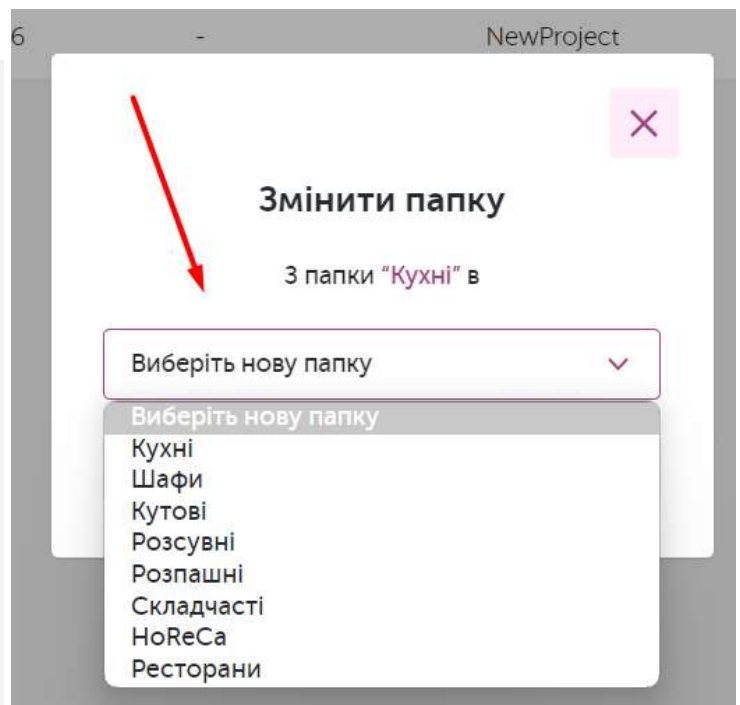 6 - NewProject
Змінити папку
З папки “Кухні” в
Виберіть нову папку
Виберіть нову папку
Кухні
Шафи
Кутові
Розсувні
Розпашні
Складчасті
HoReCa
Ресторани